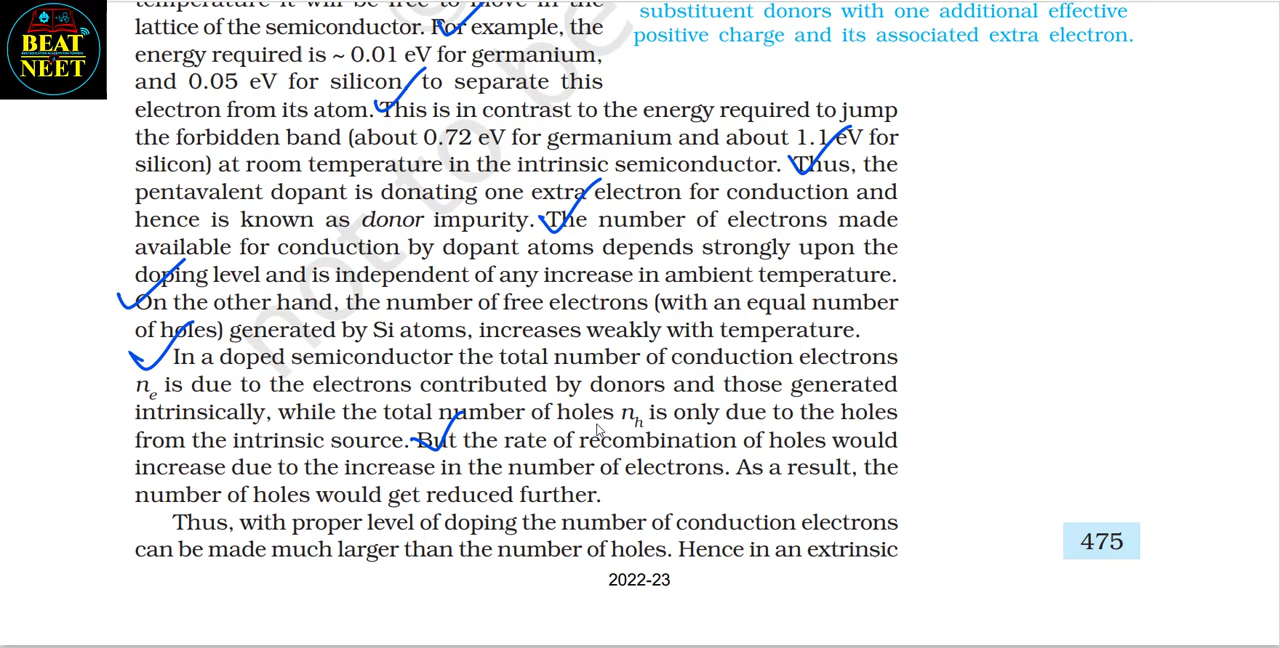 BEAT
NEET
temperature it will be free to move in the
lattice of the semiconductor. For example, the
energy required is ~ 0.01 eV for germanium,
and 0.05 eV for silicon, to separate this
electron from its atom. This is in contrast to the energy required to jump
the forbidden band (about 0.72 eV for germanium and about 1.1 eV for
silicon) at room temperature in the intrinsic semiconductor. Thus, the
pentavalent dopant is donating one extra electron for conduction and
hence is known as donor impurity. The number of electrons made
available for conduction by dopant atoms depends strongly upon the
doping level and is independent of any increase in ambient temperature.
On the other hand, the number of free electrons (with an equal number
of holes) generated by Si atoms, increases weakly with temperature.
In a doped semiconductor the total number of conduction electrons
nₑ is due to the electrons contributed by donors and those generated
intrinsically, while the total number of holes nₕ is only due to the holes
from the intrinsic source. But the rate of recombination of holes would
increase due to the increase in the number of electrons. As a result, the
number of holes would get reduced further.
Thus, with proper level of doping the number of conduction electrons
can be made much larger than the number of holes. Hence in an extrinsic
substituent donors with one additional effective
positive charge and its associated extra electron.
not to be
475
2022-23